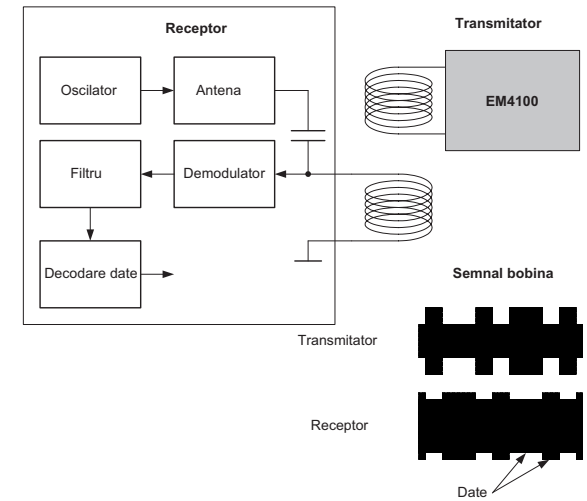 Receptor
Transmitator
Oscilator
Antena
EM4100
Filtru
Demodulator
Decodare date
Semnal bobina
Transmitator
Receptor
Date